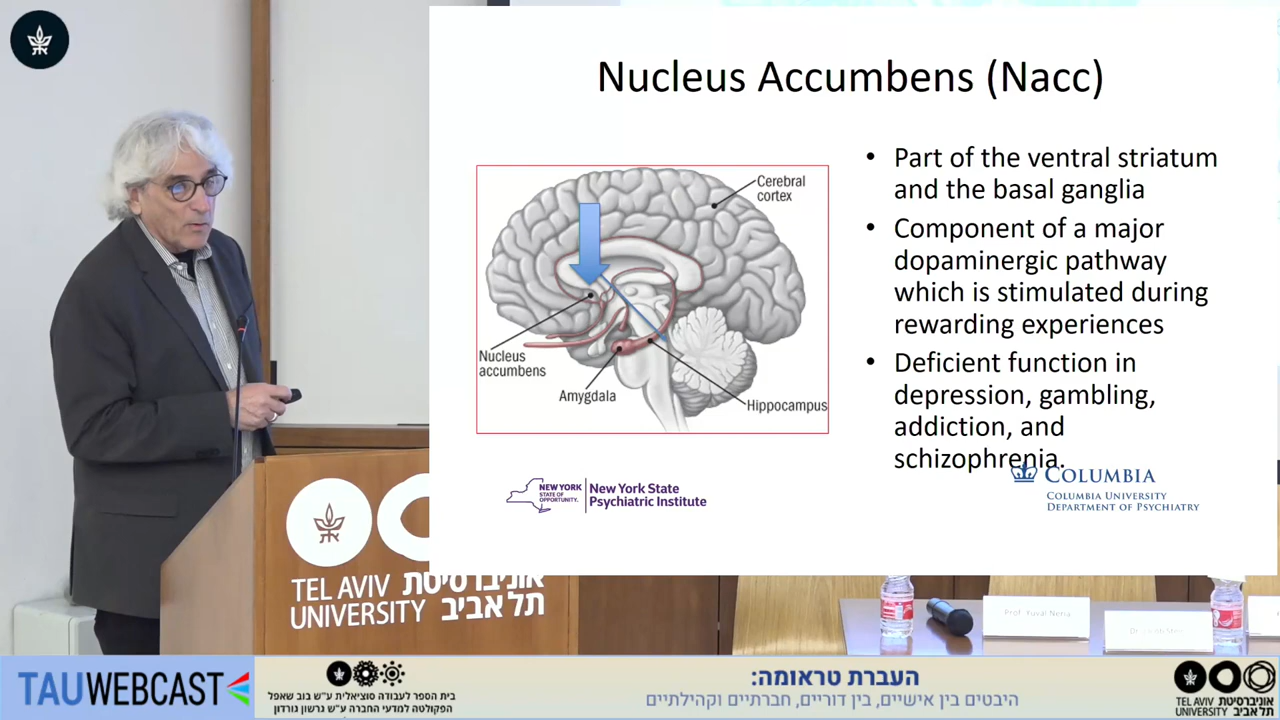 Nucleus Accumbens (Nacc)
Cerebral
cortex
Nucleus
accumbens
Amygdala
Hippocampus
• Part of the ventral striatum
and the basal ganglia
• Component of a major
dopaminergic pathway
which is stimulated during
rewarding experiences
• Deficient function in
depression, gambling,
addiction, and
schizophrenia.
NEW YORK
STATE OF
OPPORTUNITY.
New York State
Psychiatric Institute
COLUMBIA
COLUMBIA UNIVERSITY
DEPARTMENT OF PSYCHIATRY
TEL AVIV
UNIVERSITY
אוניברסיטת
תל אביב
Prof. Yuval Neria
Dr.
TAUWEBCAST
בית הספר לעבודה סוציאלית ע"ש בוב שאפל
הפקולטה למדעי החברה ע"ש גרשון גורדון
העברת טראומה:
היבטים בין אישיים, בין דוריים, חברתיים וקהילתיים
TEL AVIV
UNIVERSITY
אוניברסיטת
תל אביב